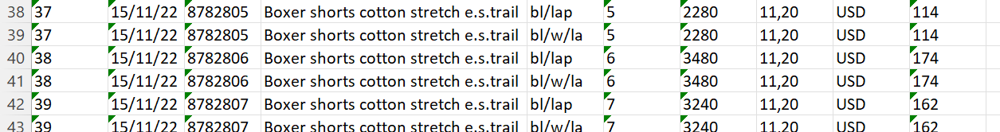 38 37 15/11/22 8782805 Boxer shorts cotton stretch e.s.trail bl/lap 5 2280 11,20 USD 114
39 37 15/11/22 8782805 Boxer shorts cotton stretch e.s.trail bl/w/la 5 2280 11,20 USD 114
40 38 15/11/22 8782806 Boxer shorts cotton stretch e.s.trail bl/lap 6 3480 11,20 USD 174
41 38 15/11/22 8782806 Boxer shorts cotton stretch e.s.trail bl/w/la 6 3480 11,20 USD 174
42 39 15/11/22 8782807 Boxer shorts cotton stretch e.s.trail bl/lap 7 3240 11,20 USD 162
43 39 15/11/22 8782807 Boxer shorts cotton stretch e.s.trail bl/w/la 7 3240 11,20 USD 162